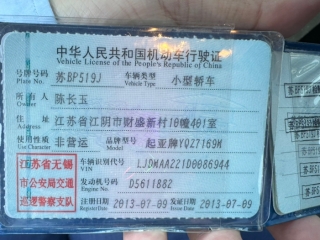 中华人民共和国机动车行驶证
Vehicle License of the People's Republic of China
号牌号码 苏BP519J 车辆类型 小型轿车
Plate No. Vehicle Type
所有人 陈长玉
Owner
住址 江苏省江阴市财盛新村10幢401室
Address
使用性质 非营运 品牌型号 起亚牌YQZ7169M
Use Character Model
江苏省无锡 车辆识别代号 LJDMAA221D0086944
VIN
市公安局交通 发动机号码 D5611882
Engine No.
巡逻警察支队 注册日期 2013-07-09 发证日期 2013-07-09
Register Date Issue Date